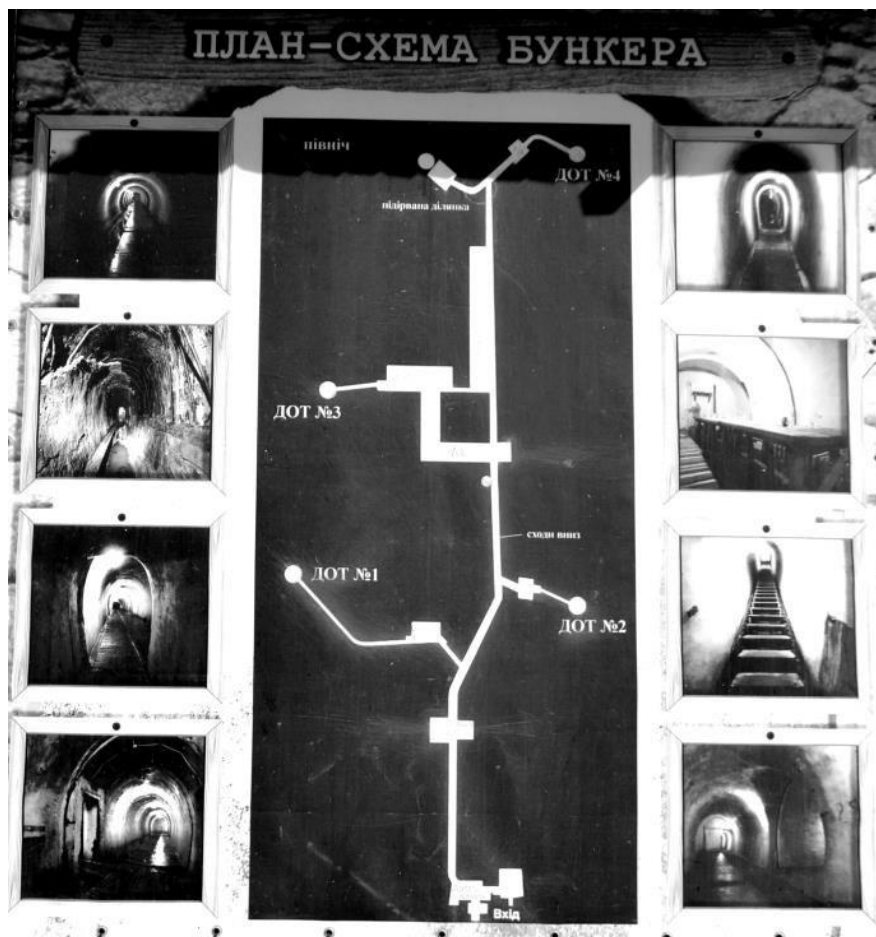 ПЛАН-СХЕМА БУНКЕРА
північ
ДОТ №4
підірвана ділянка
ДОТ №3
сходи вниз
ДОТ №1
ДОТ №2
Вхід